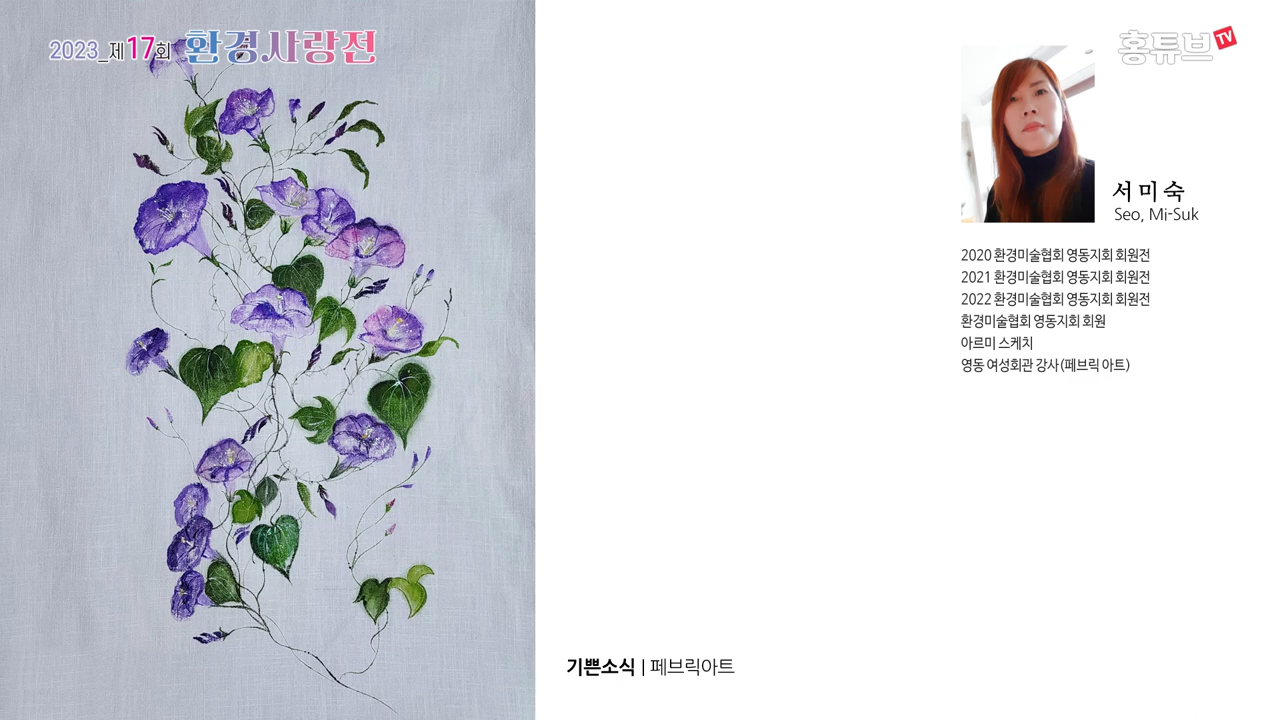 2023_제17회 환경.사랑전
홍튜브 TV
서미숙
Seo, Mi-Suk
2020 환경미술협회 영동지회 회원전
2021 환경미술협회 영동지회 회원전
2022 환경미술협회 영동지회 회원전
환경미술협회 영동지회 회원
아르미 스케치
영동 여성회관 강사(페브릭 아트)
기쁜소식 | 페브릭아트